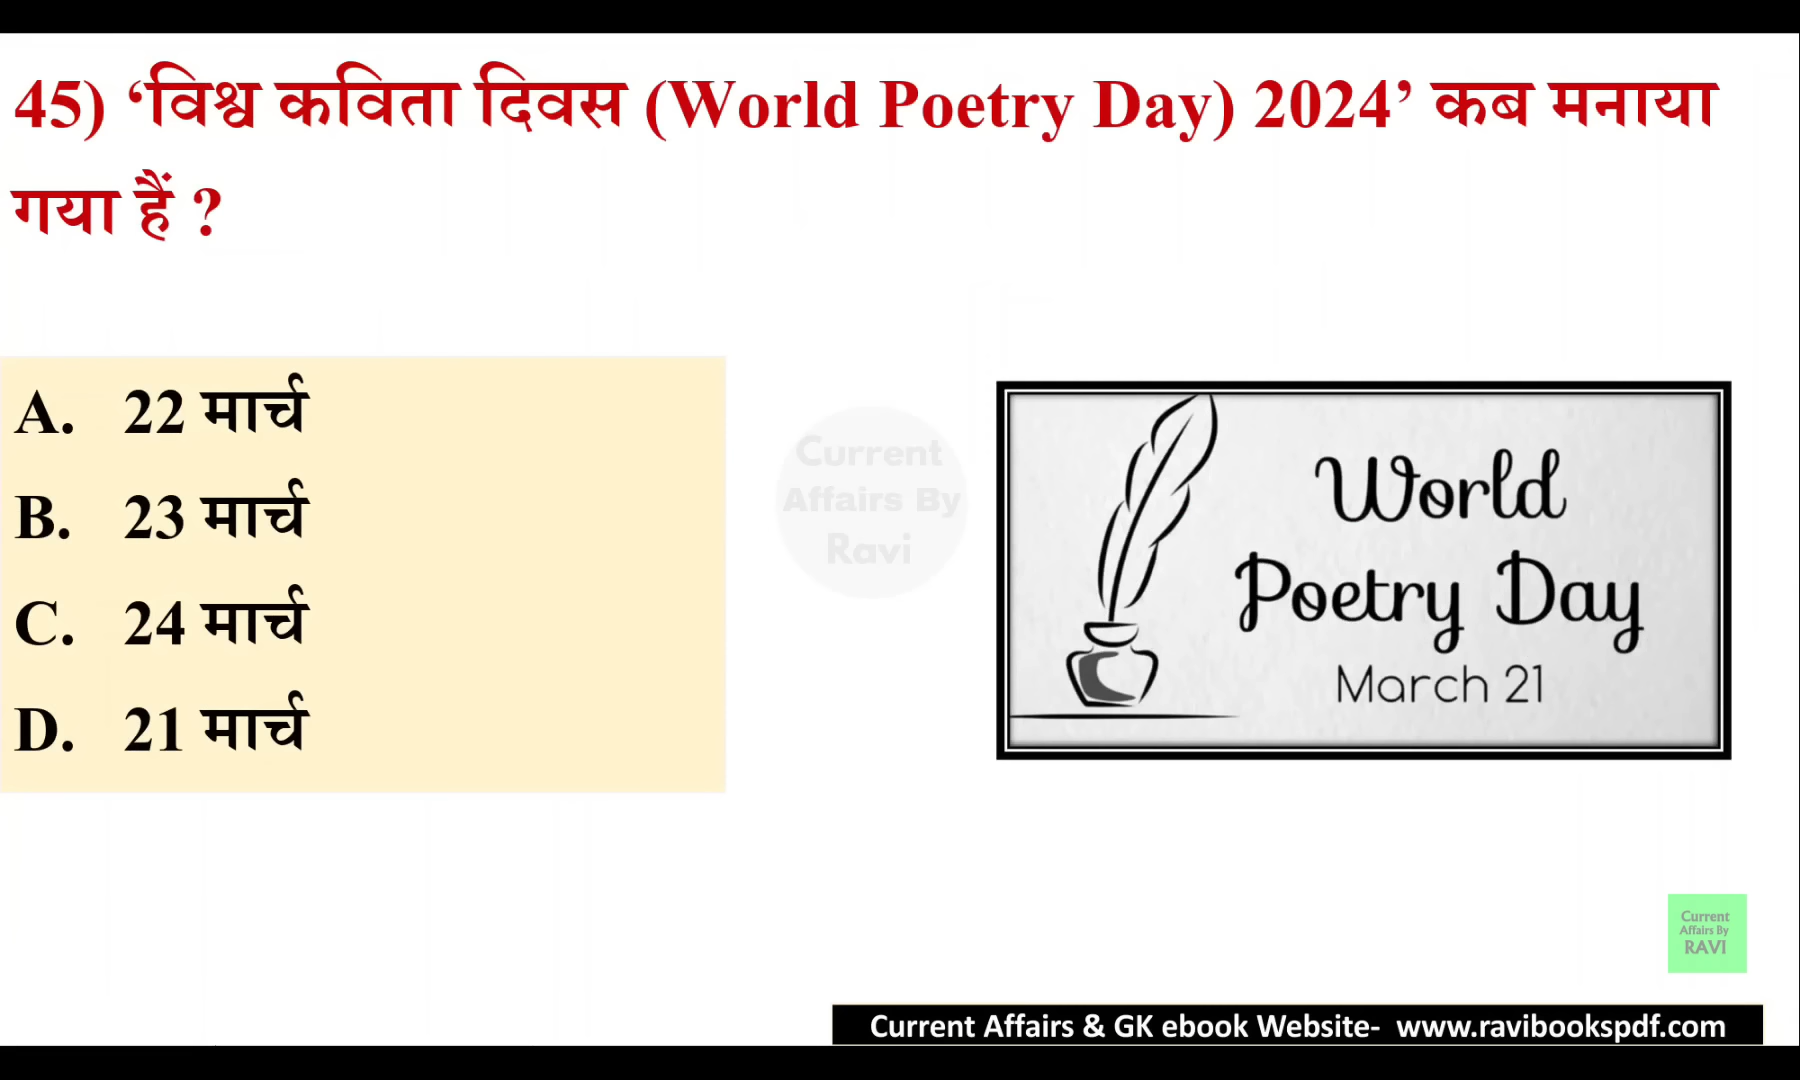 45) ‘विश्व कविता दिवस (World Poetry Day) 2024’ कब मनाया
गया हैं ?
A. 22 मार्च
B. 23 मार्च
C. 24 मार्च
D. 21 मार्च
Current
Affairs By
Ravi
World
Poetry Day
March 21
Current
Affairs By
RAVI
Current Affairs & GK ebook Website- www.ravibookspdf.com